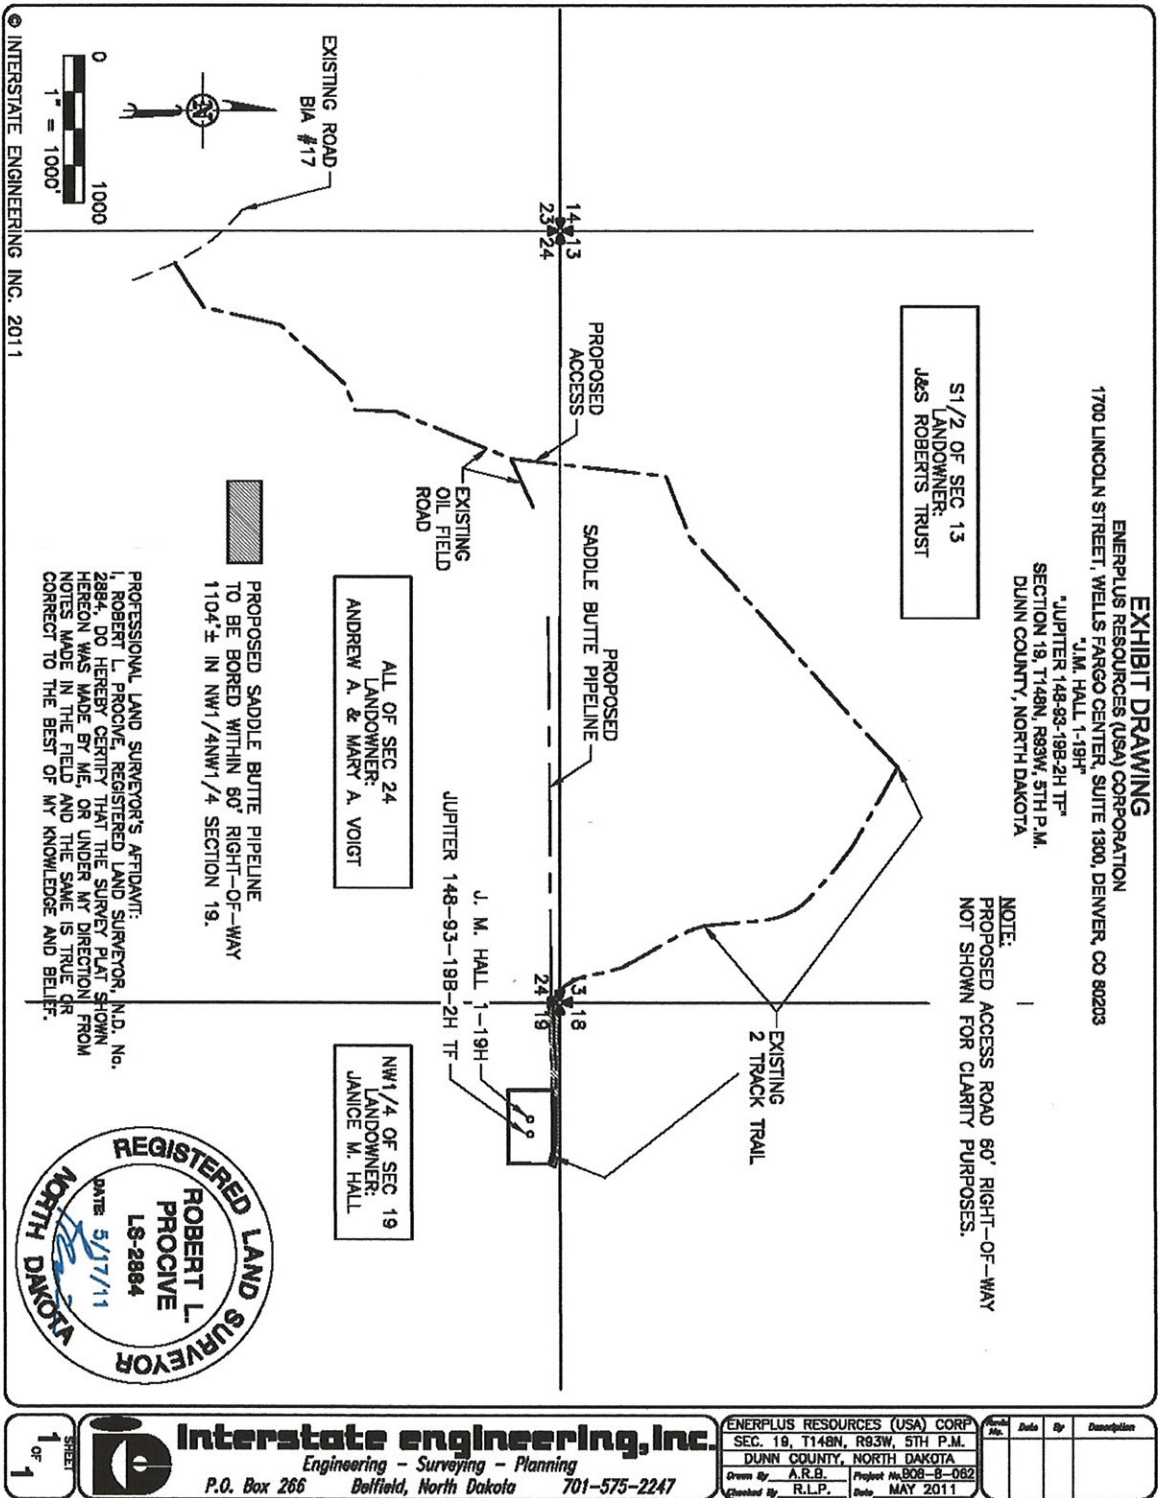 EXHIBIT DRAWING
ENERPLUS RESOURCES (USA) CORPORATION
1700 LINCOLN STREET, WELLS FARGO CENTER, SUITE 1300, DENVER, CO 80203
"J.M. HALL 1-19H"
"JUPITER 148-93-19B-2H TF"
SECTION 19, T148N, R93W, 5TH P.M.
DUNN COUNTY, NORTH DAKOTA
NOTE:
PROPOSED ACCESS ROAD 60' RIGHT-OF-WAY
NOT SHOWN FOR CLARITY PURPOSES.
S1/2 OF SEC 13
LANDOWNER:
J&S ROBERTS TRUST
EXISTING
2 TRACK TRAIL
14
13
23
24
PROPOSED
ACCESS
PROPOSED
SADDLE BUTTE PIPELINE
13
18
24
19
EXISTING
OIL FIELD
ROAD
ALL OF SEC 24
LANDOWNER:
ANDREW A. & MARY A. VOIGT
J. M. HALL 1-19H
JUPITER 148-93-19B-2H TF
NW1/4 OF SEC 19
LANDOWNER:
JANICE M. HALL
EXISTING ROAD
BIA #17
N
0
1000
1" = 1000'
PROPOSED SADDLE BUTTE PIPELINE
TO BE BORED WITHIN 60' RIGHT-OF-WAY
1104'± IN NW1/4NW1/4 SECTION 19.
PROFESSIONAL LAND SURVEYOR'S AFFIDAVIT:
I, ROBERT L. PROCIVE, REGISTERED LAND SURVEYOR, N.D. No.
2884, DO HEREBY CERTIFY THAT THE SURVEY PLAT SHOWN
HEREON WAS MADE BY ME, OR UNDER MY DIRECTION FROM
NOTES MADE IN THE FIELD AND THE SAME IS TRUE OR
CORRECT TO THE BEST OF MY KNOWLEDGE AND BELIEF.
REGISTERED LAND SURVEYOR
ROBERT L.
PROCIVE
LS-2884
DATE: 5/17/11
NORTH DAKOTA
© INTERSTATE ENGINEERING INC. 2011
SHEET
1
OF
1
Interstate engineering, Inc.
Engineering - Surveying - Planning
P.O. Box 266 Belfield, North Dakota 701-575-2247
ENERPLUS RESOURCES (USA) CORP
SEC. 19, T148N, R93W, 5TH P.M.
DUNN COUNTY, NORTH DAKOTA
Drawn By A.R.B. Project No. B08-8-062
Checked By R.L.P. Date MAY 2011
No. Date By Description